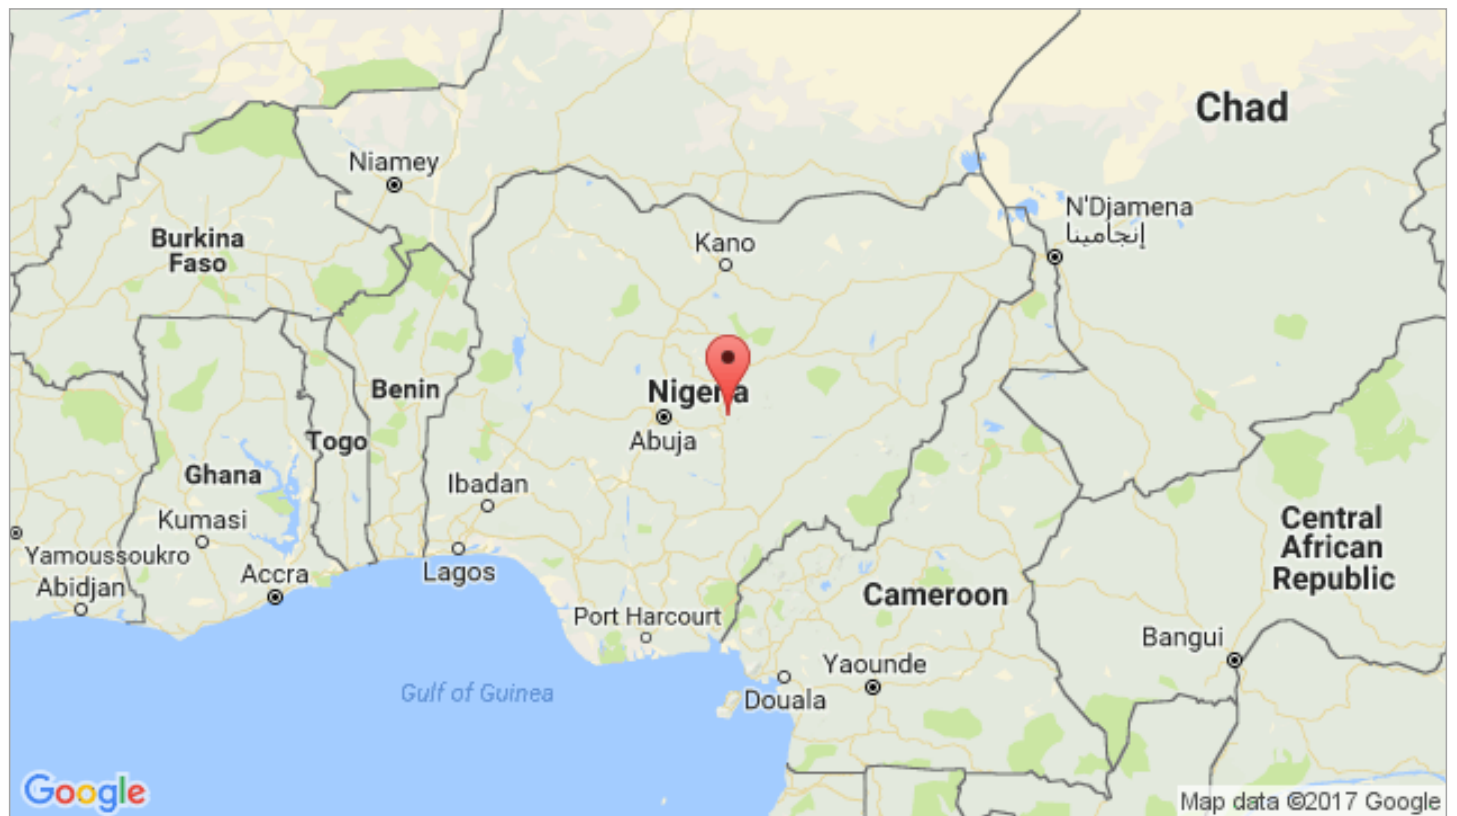 Chad
Niamey
N'Djamena
إنجامينا
Burkina
Faso
Kano
Benin
Nigeria
Abuja
Togo
Ghana
Ibadan
Kumasi
Central
African
Republic
Yamoussoukro
Abidjan
Accra
Lagos
Cameroon
Port Harcourt
Bangui
Yaounde
Gulf of Guinea
Douala
Google
Map data ©2017 Google